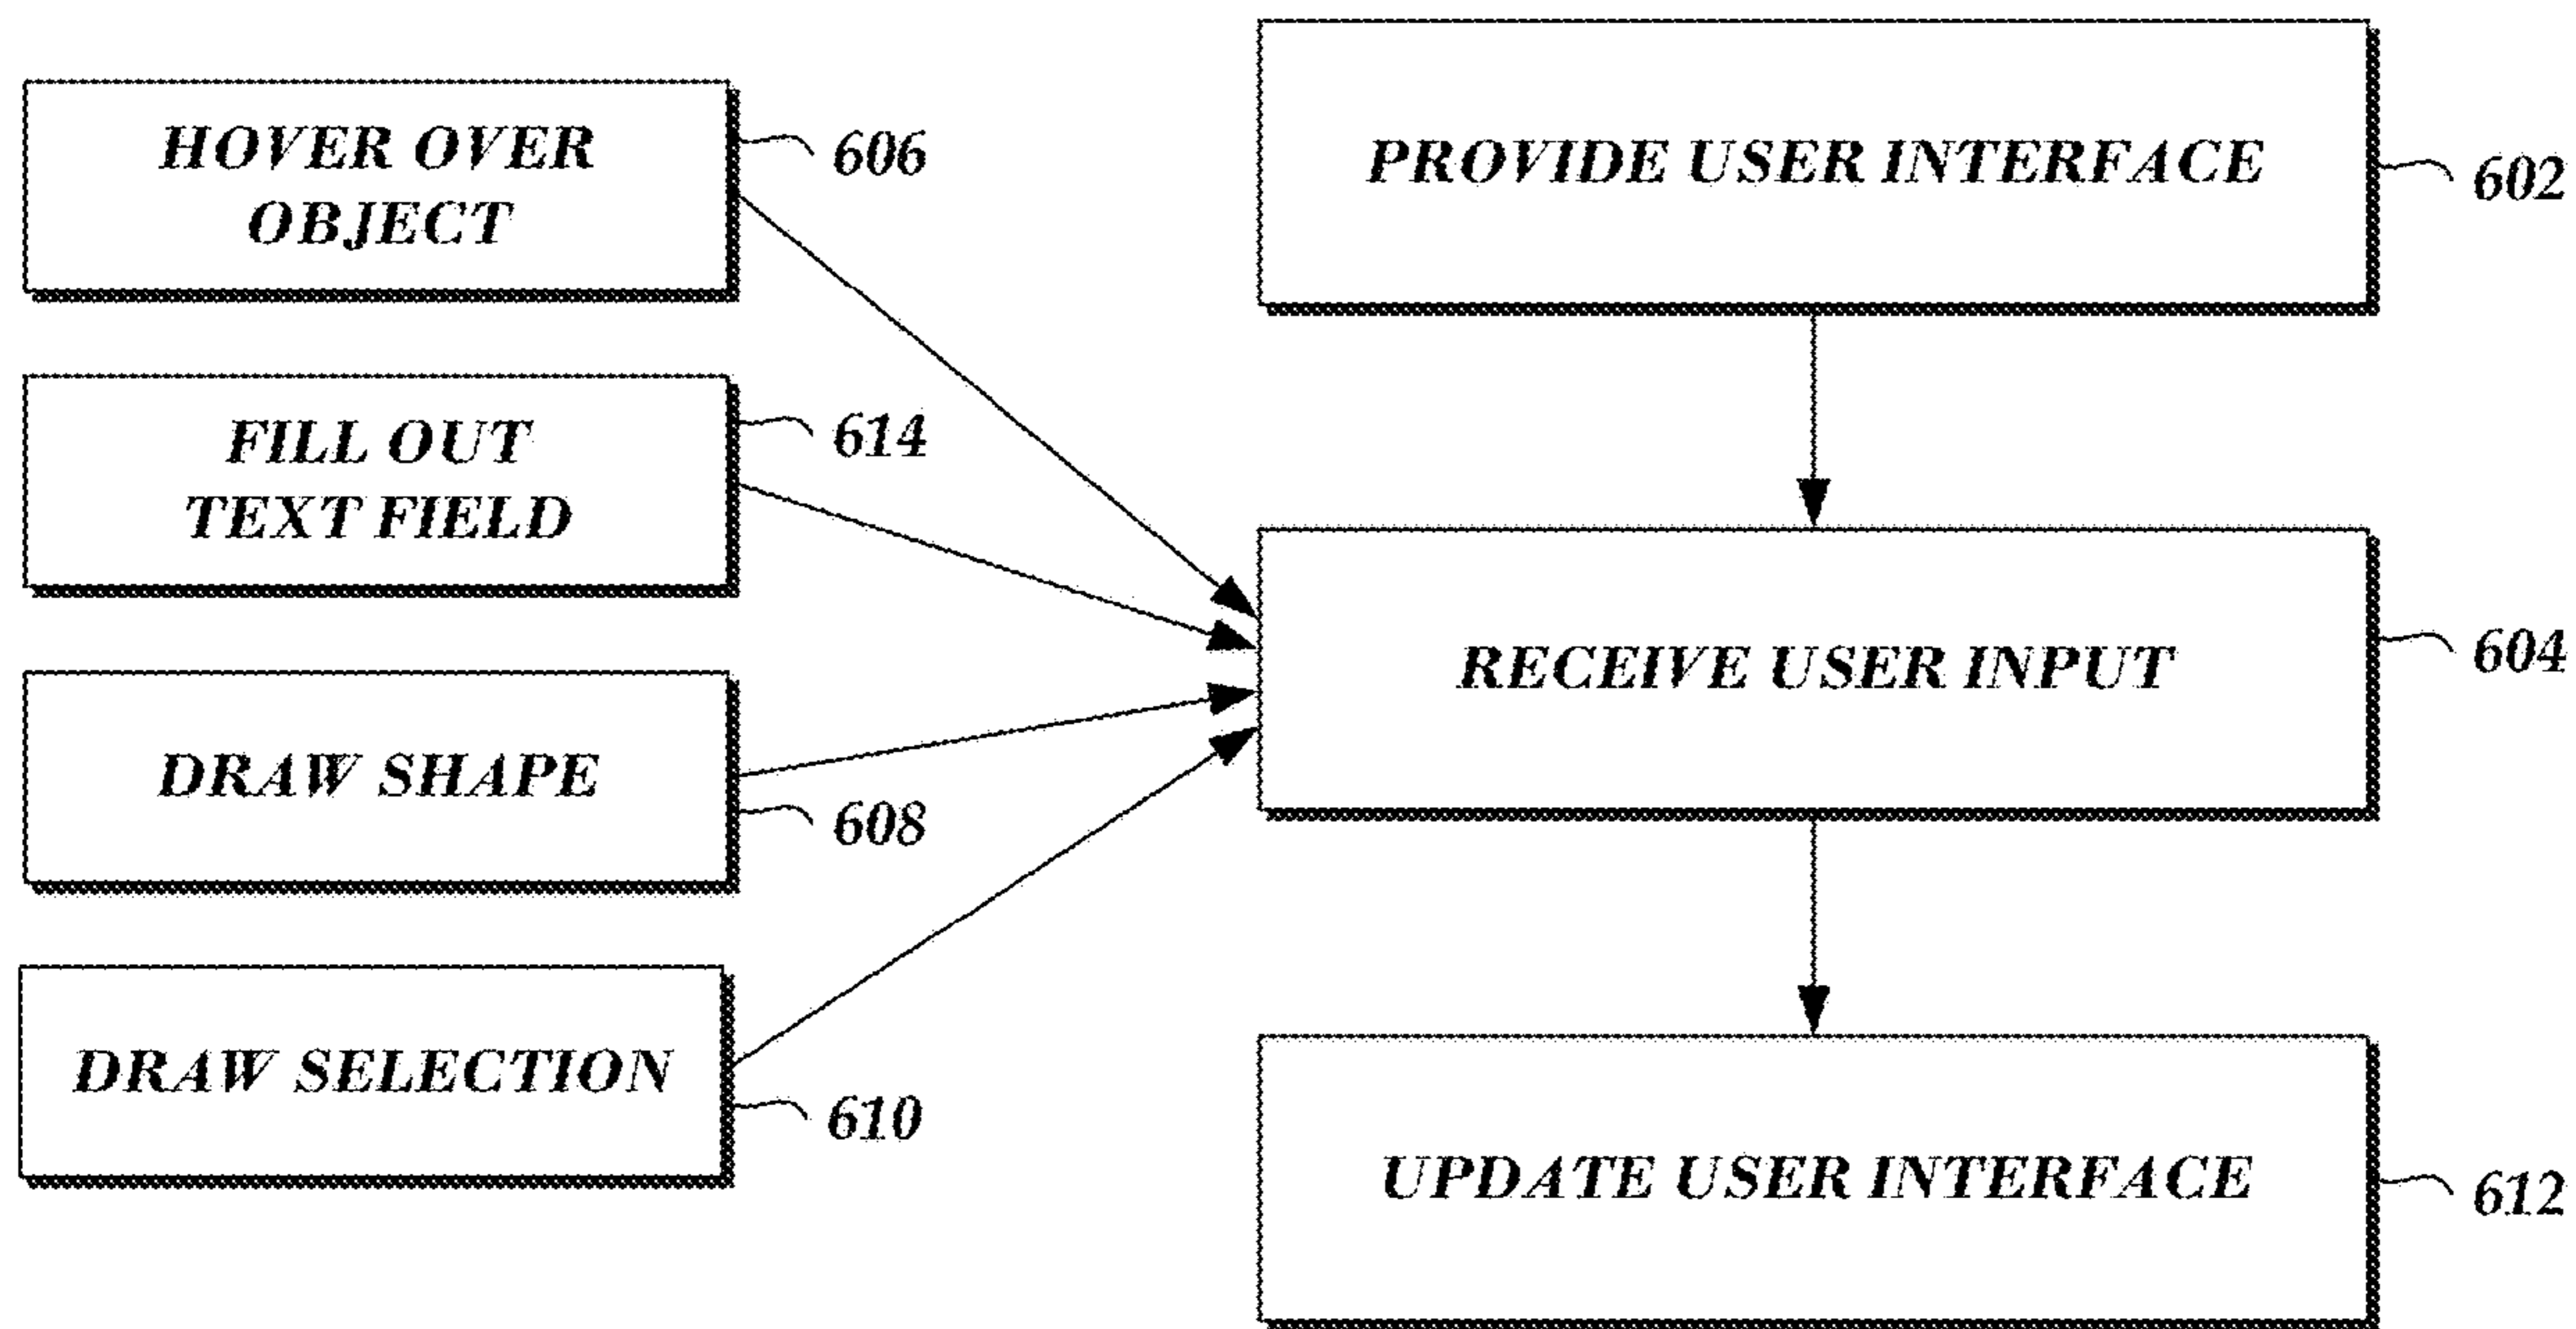 HOVER OVER
OBJECT
606
FILL OUT
TEXT FIELD
614
DRAW SHAPE
608
DRAW SELECTION
610
PROVIDE USER INTERFACE
602
RECEIVE USER INPUT
604
UPDATE USER INTERFACE
612